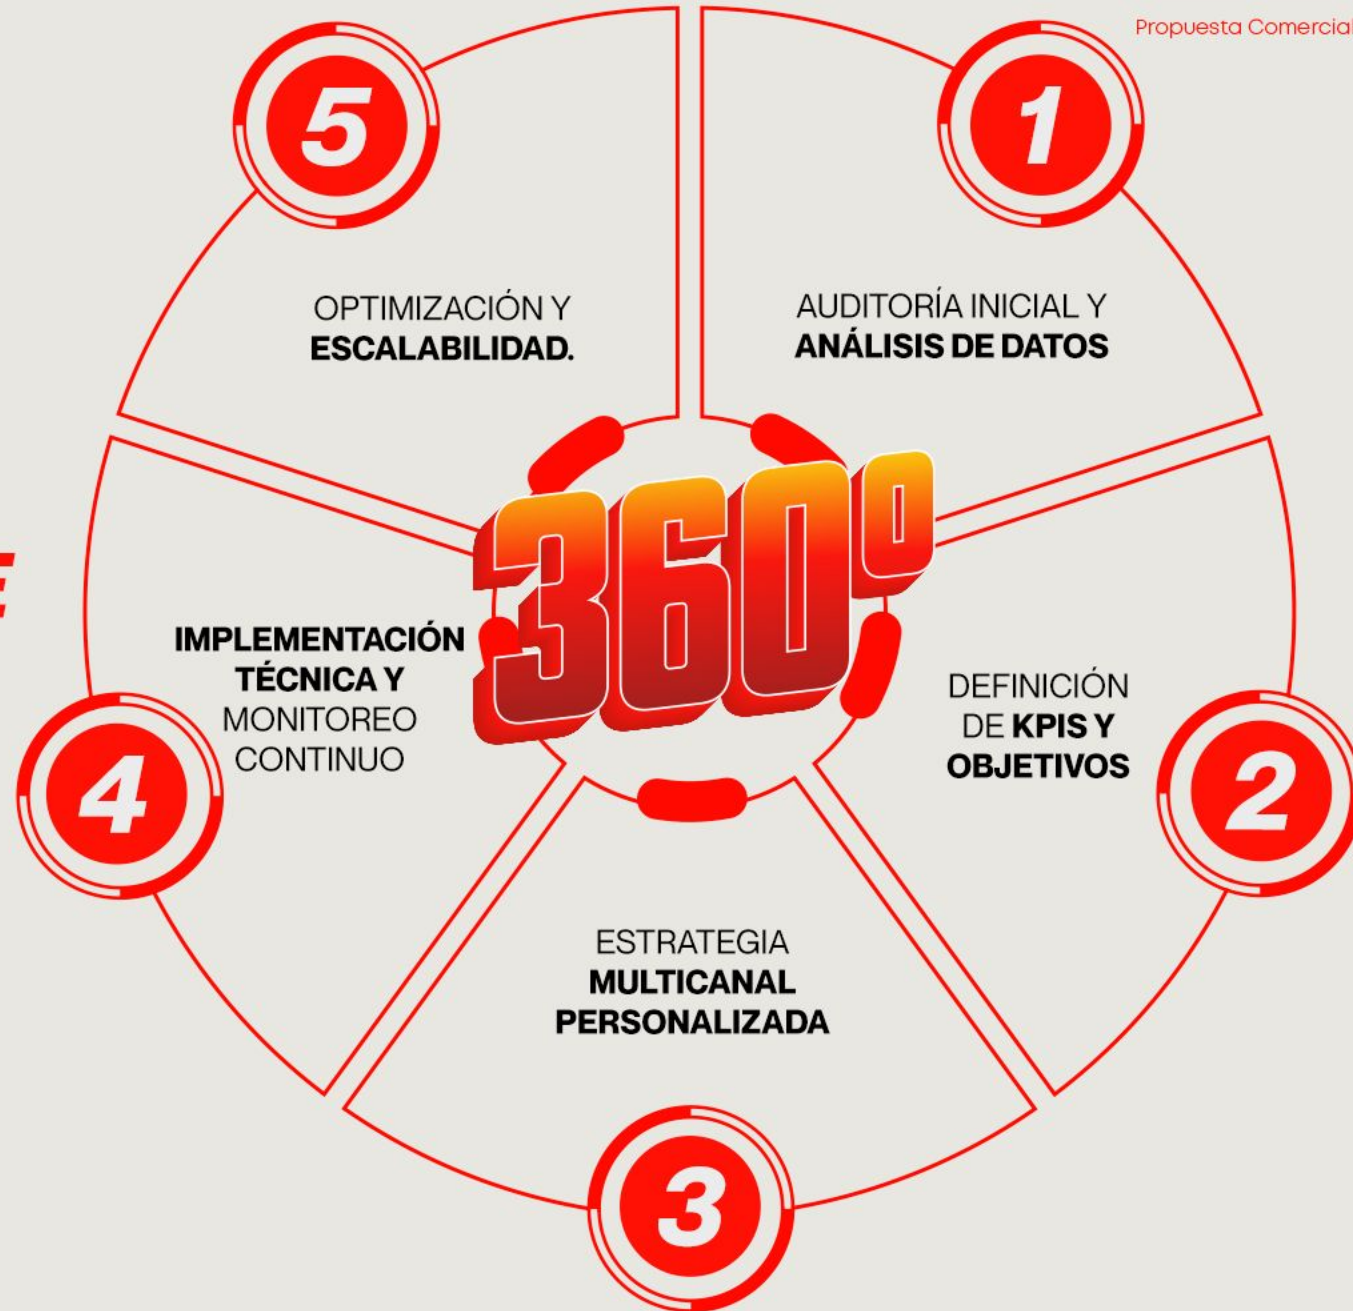 Propuesta Comercial
5
1
OPTIMIZACIÓN Y
ESCALABILIDAD.
AUDITORÍA INICIAL Y
ANÁLISIS DE DATOS
360º
E
IMPLEMENTACIÓN
TÉCNICA Y
MONITOREO
CONTINUO
4
DEFINICIÓN
DE KPIS Y
OBJETIVOS
2
ESTRATEGIA
MULTICANAL
PERSONALIZADA
3